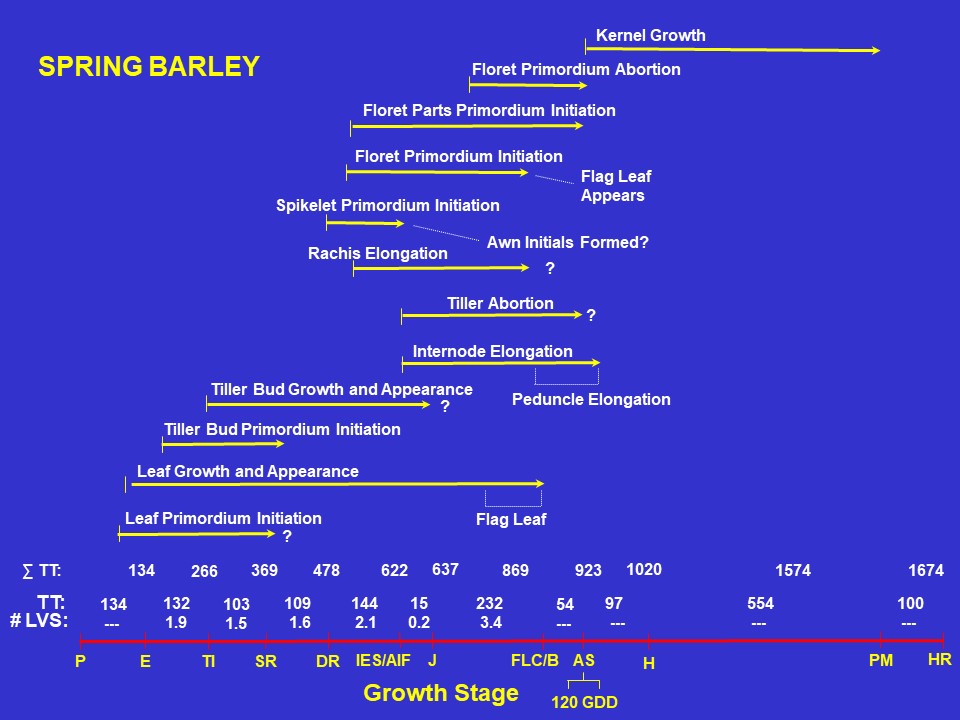 Kernel Growth
SPRING BARLEY
Floret Primordium Abortion
Floret Parts Primordium Initiation
Floret Primordium Initiation
Flag Leaf
Appears
Spikelet Primordium Initiation
Awn Initials Formed?
Rachis Elongation
?
Tiller Abortion
?
Internode Elongation
Tiller Bud Growth and Appearance
?
Peduncle Elongation
Tiller Bud Primordium Initiation
Leaf Growth and Appearance
Leaf Primordium Initiation
?
Flag Leaf
∑ TT: 134 266 369 478 622 637 869 923 1020 1574 1674
TT: 134 132 103 109 144 15 232 54 97 554 100
# LVS: --- 1.9 1.5 1.6 2.1 0.2 3.4 --- --- --- ---
P E TI SR DR IES/AIF J FLC/B AS H PM HR
Growth Stage
120 GDD